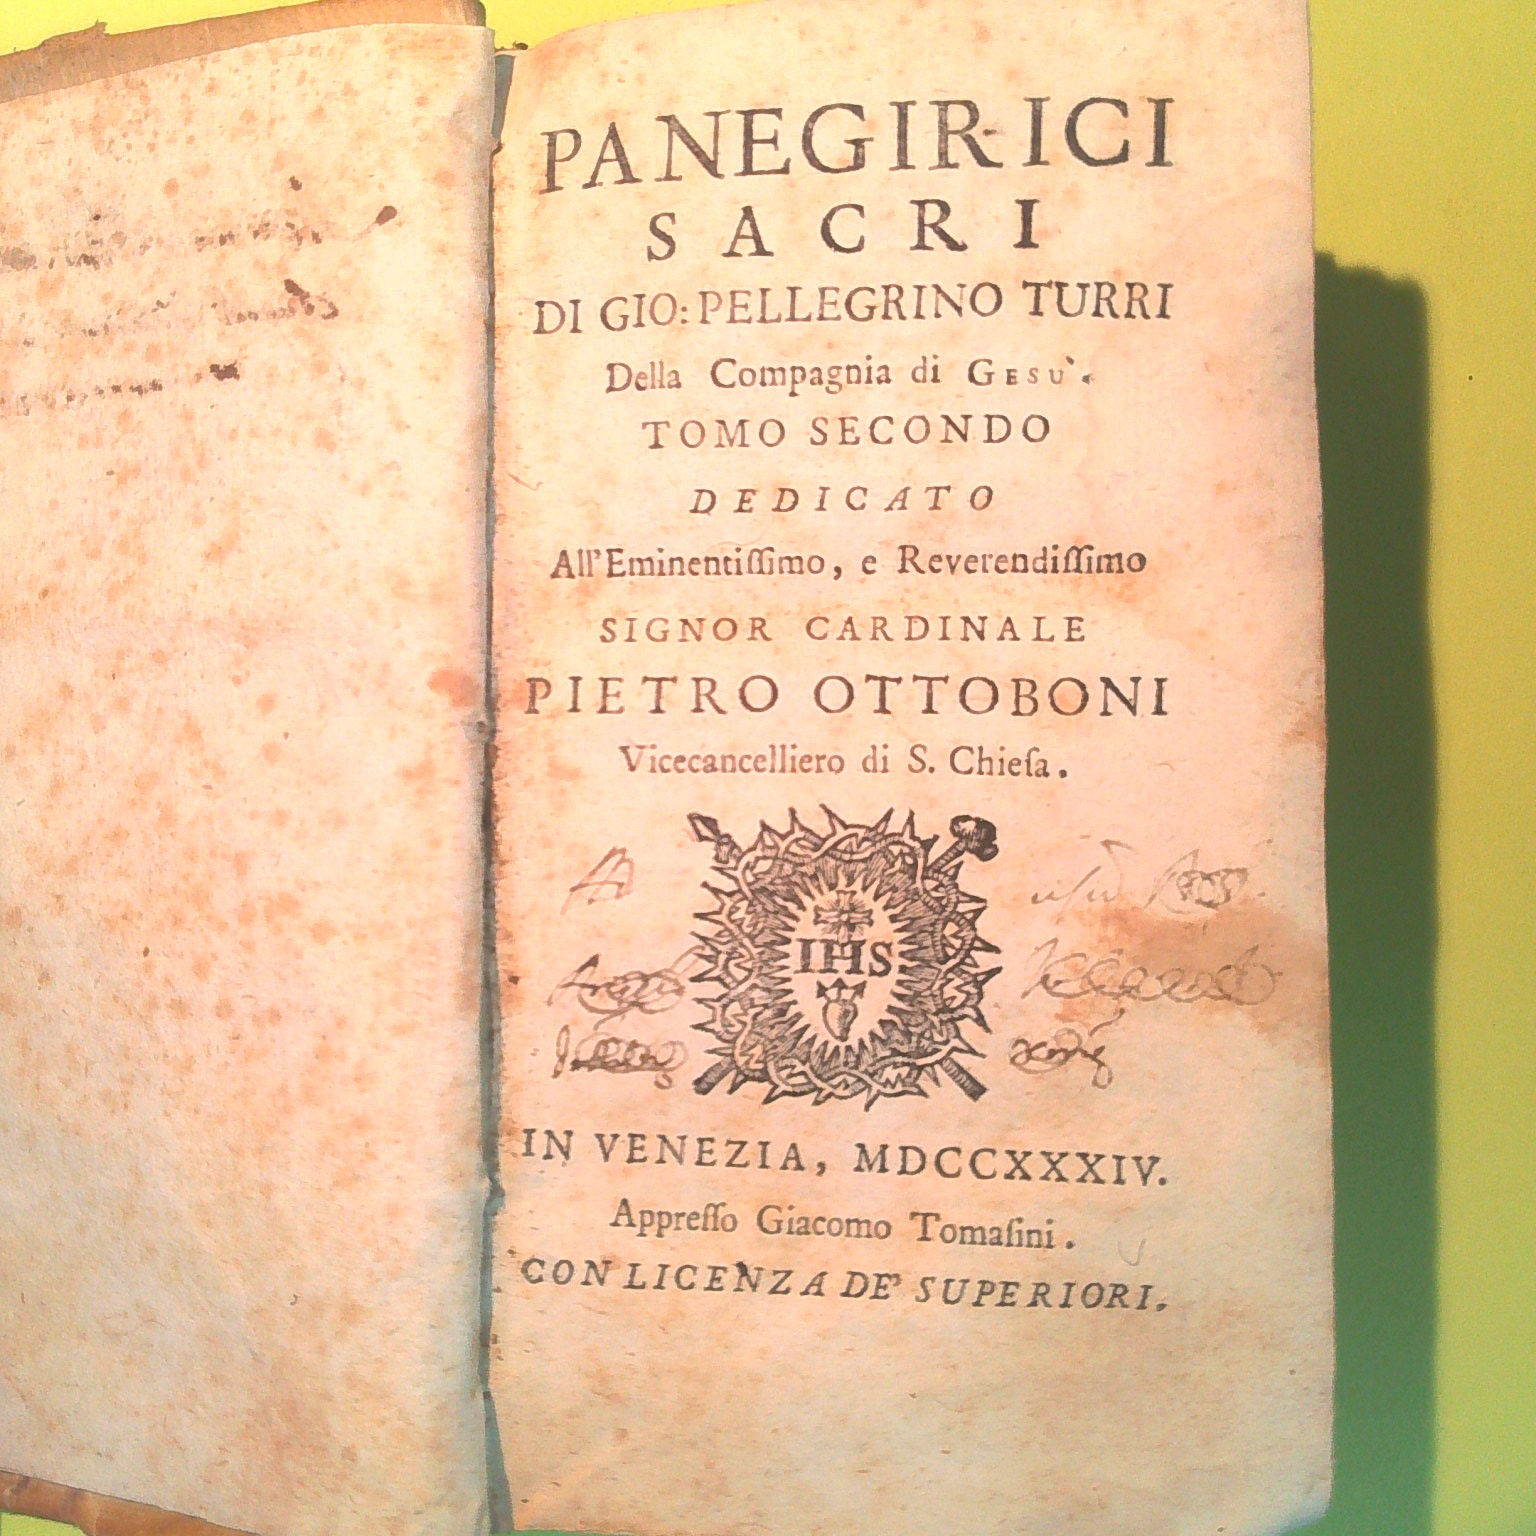 PANEGIRICI
SACRI
DI GIO: PELLEGRINO TURRI
Della Compagnia di GESU'.
TOMO SECONDO
DEDICATO
All'Eminentiſſimo, e Reverendiſſimo
SIGNOR CARDINALE
PIETRO OTTOBONI
Vicecancelliero di S. Chieſa.
IHS
IN VENEZIA, MDCCXXXIV.
Appreſſo Giacomo Tomaſini.
CON LICENZA DE' SUPERIORI.